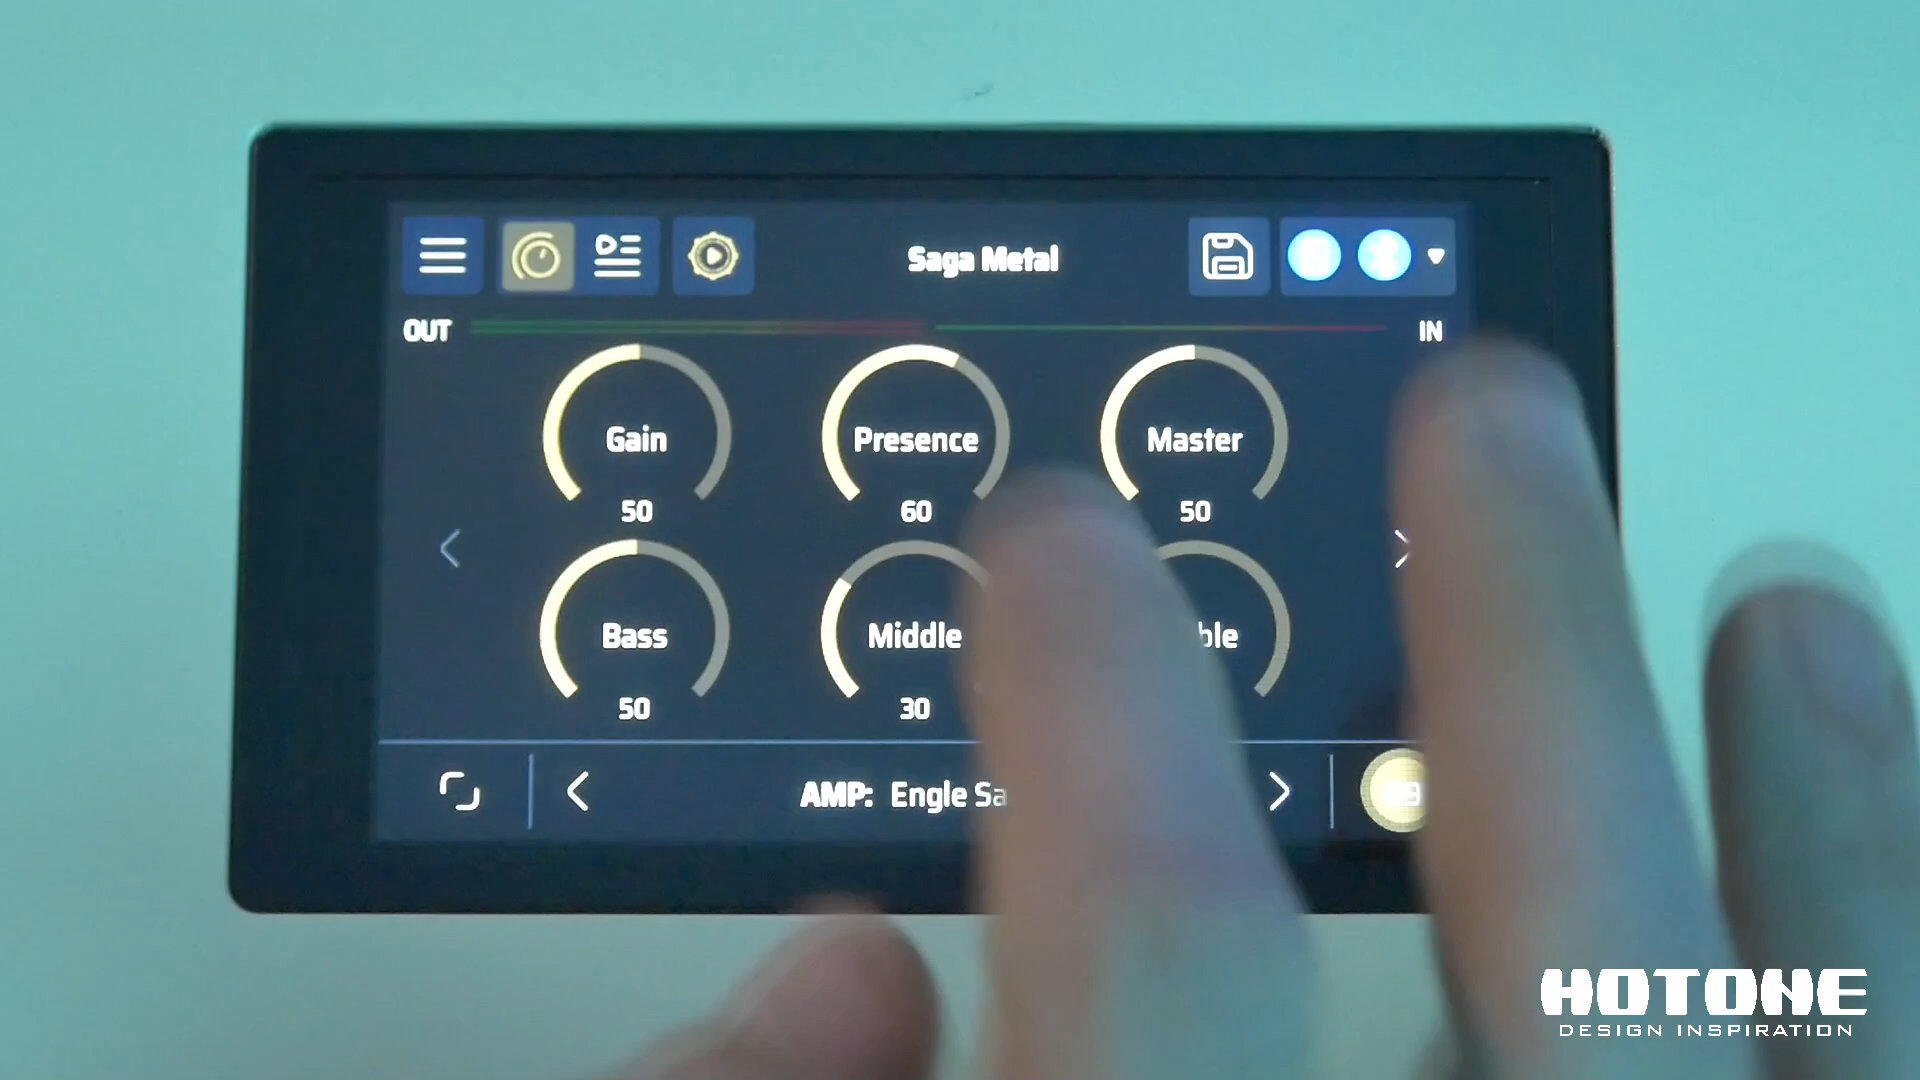 Saga Metal
OUT
IN
Gain
Presence
Master
50
60
50
Bass
Middle
ble
50
30
AMP: Engle Sa
HOTONE
DESIGN INSPIRATION